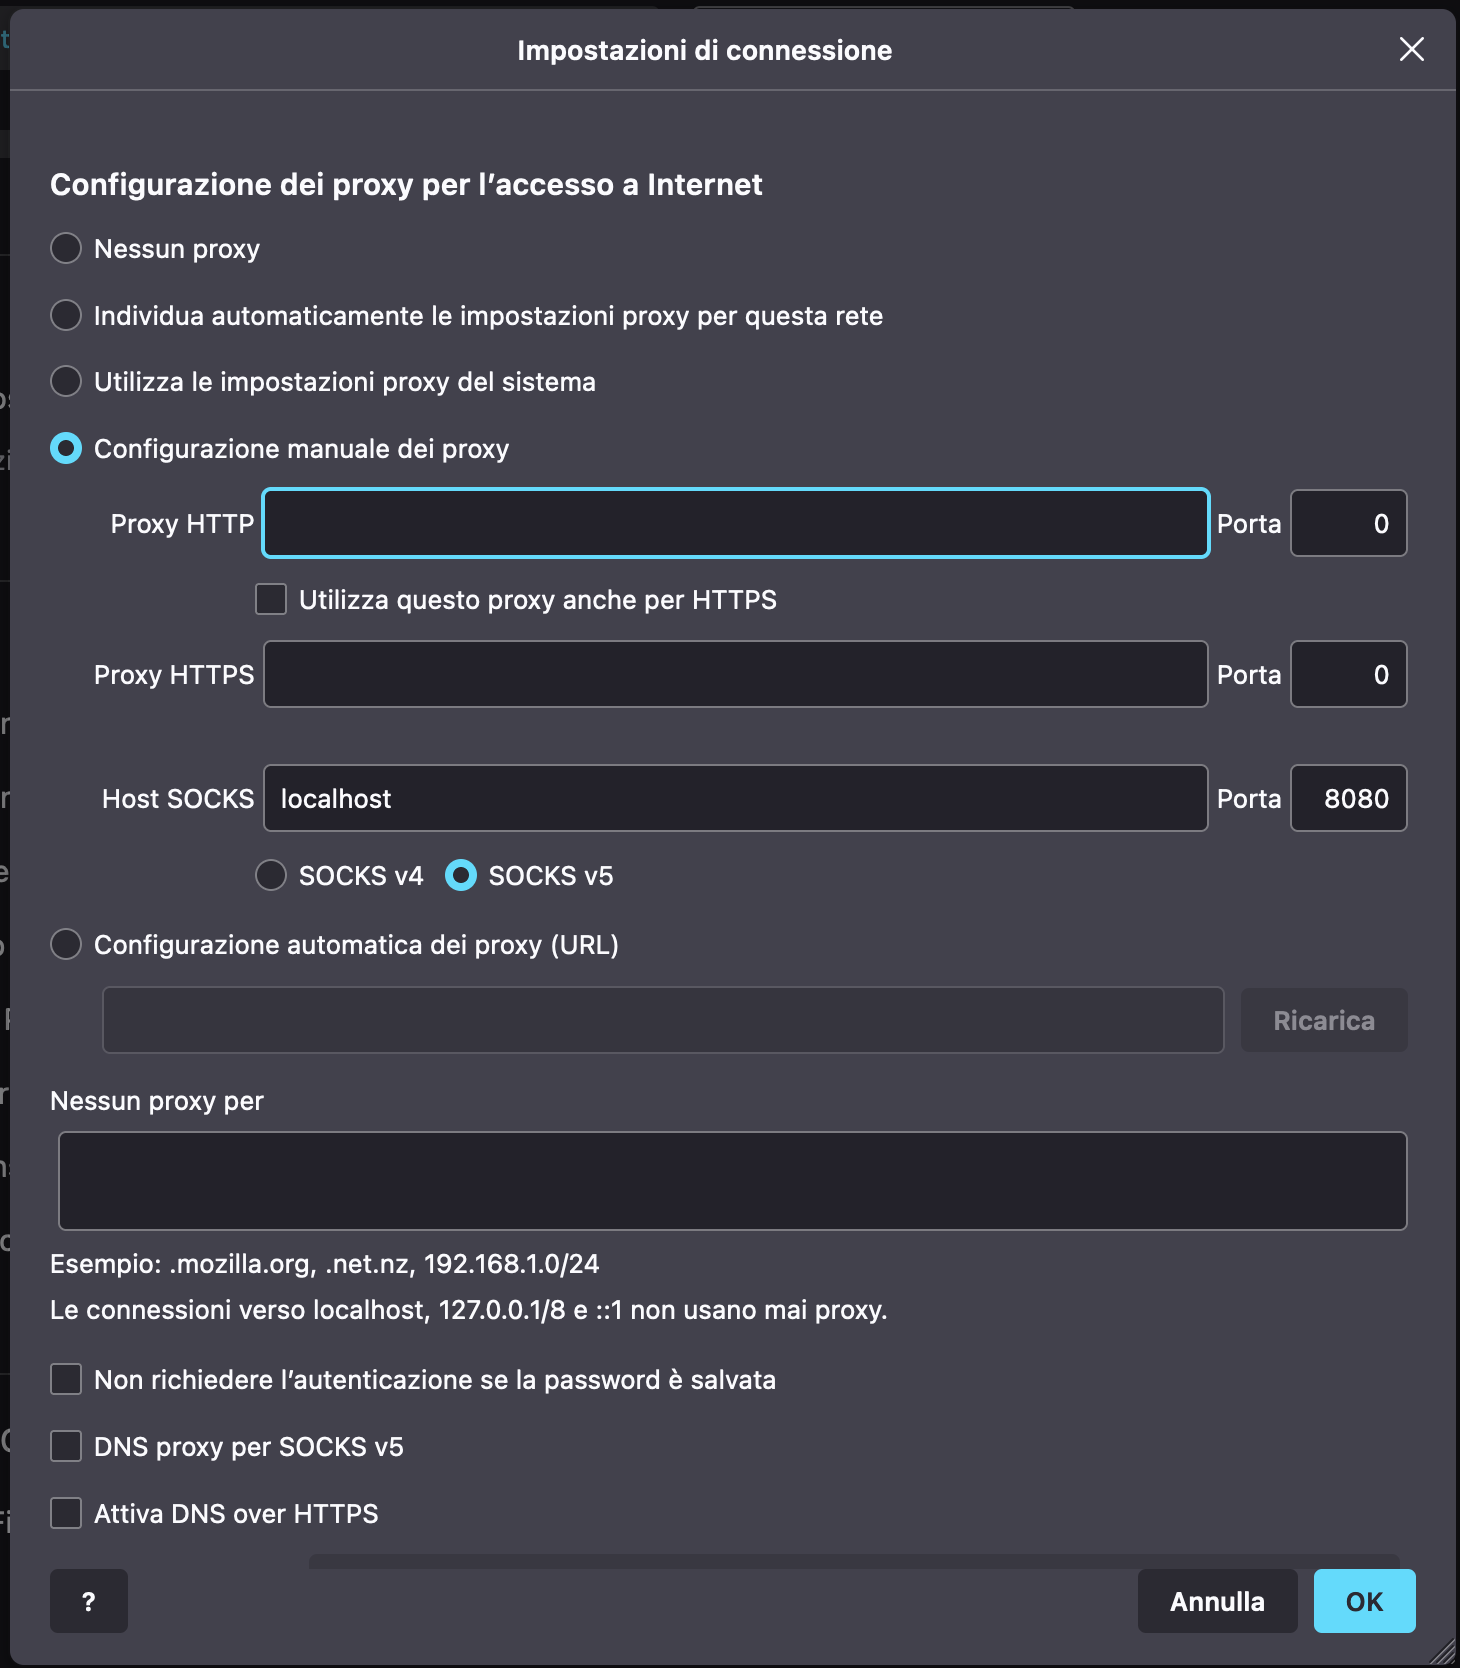 Impostazioni di connessione
Configurazione dei proxy per l’accesso a Internet
Nessun proxy
Individua automaticamente le impostazioni proxy per questa rete
Utilizza le impostazioni proxy del sistema
Configurazione manuale dei proxy
Proxy HTTP Porta 0
Utilizza questo proxy anche per HTTPS
Proxy HTTPS Porta 0
Host SOCKS localhost Porta 8080
SOCKS v4 SOCKS v5
Configurazione automatica dei proxy (URL)
Ricarica
Nessun proxy per
Esempio: .mozilla.org, .net.nz, 192.168.1.0/24
Le connessioni verso localhost, 127.0.0.1/8 e ::1 non usano mai proxy.
Non richiedere l’autenticazione se la password è salvata
DNS proxy per SOCKS v5
Attiva DNS over HTTPS
? Annulla OK